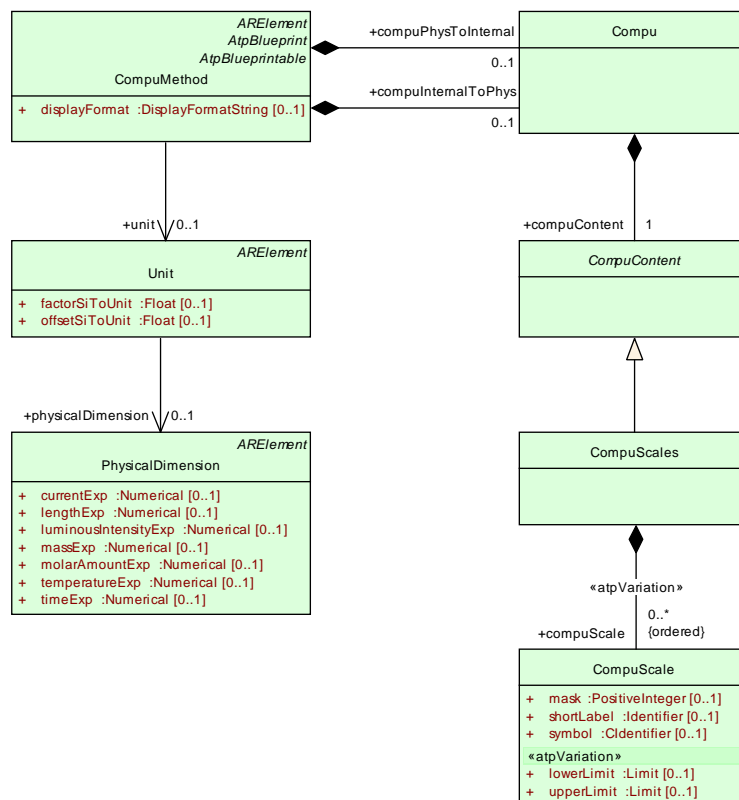 ARElement
AtpBlueprint
AtpBlueprintable
CompuMethod
+ displayFormat :DisplayFormatString [0..1]
+compuPhysToInternal
0..1
+compuInternalToPhys
0..1
Compu
+unit 0..1
+compuContent 1
ARElement
Unit
+ factorSiToUnit :Float [0..1]
+ offsetSiToUnit :Float [0..1]
CompuContent
+physicalDimension 0..1
ARElement
PhysicalDimension
+ currentExp :Numerical [0..1]
+ lengthExp :Numerical [0..1]
+ luminousIntensityExp :Numerical [0..1]
+ massExp :Numerical [0..1]
+ molarAmountExp :Numerical [0..1]
+ temperatureExp :Numerical [0..1]
+ timeExp :Numerical [0..1]
CompuScales
«atpVariation»
0..*
+compuScale {ordered}
CompuScale
+ mask :PositiveInteger [0..1]
+ shortLabel :Identifier [0..1]
+ symbol :CIdentifier [0..1]
«atpVariation»
+ lowerLimit :Limit [0..1]
+ upperLimit :Limit [0..1]